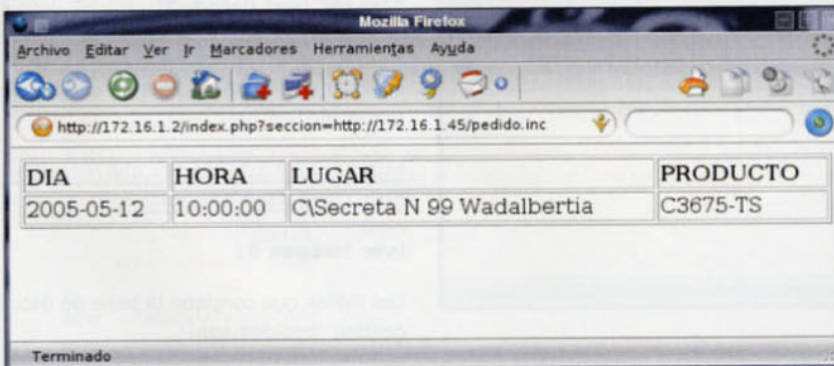 Mozilla Firefox
Archivo Editar Ver Ir Marcadores Herramientas Ayuda
http://172.16.1.2/index.php?seccion=http://172.16.1.45/pedido.inc
DIA HORA LUGAR PRODUCTO
2005-05-12 10:00:00 C\Secreta N 99 Wadalbertia C3675-TS
Terminado